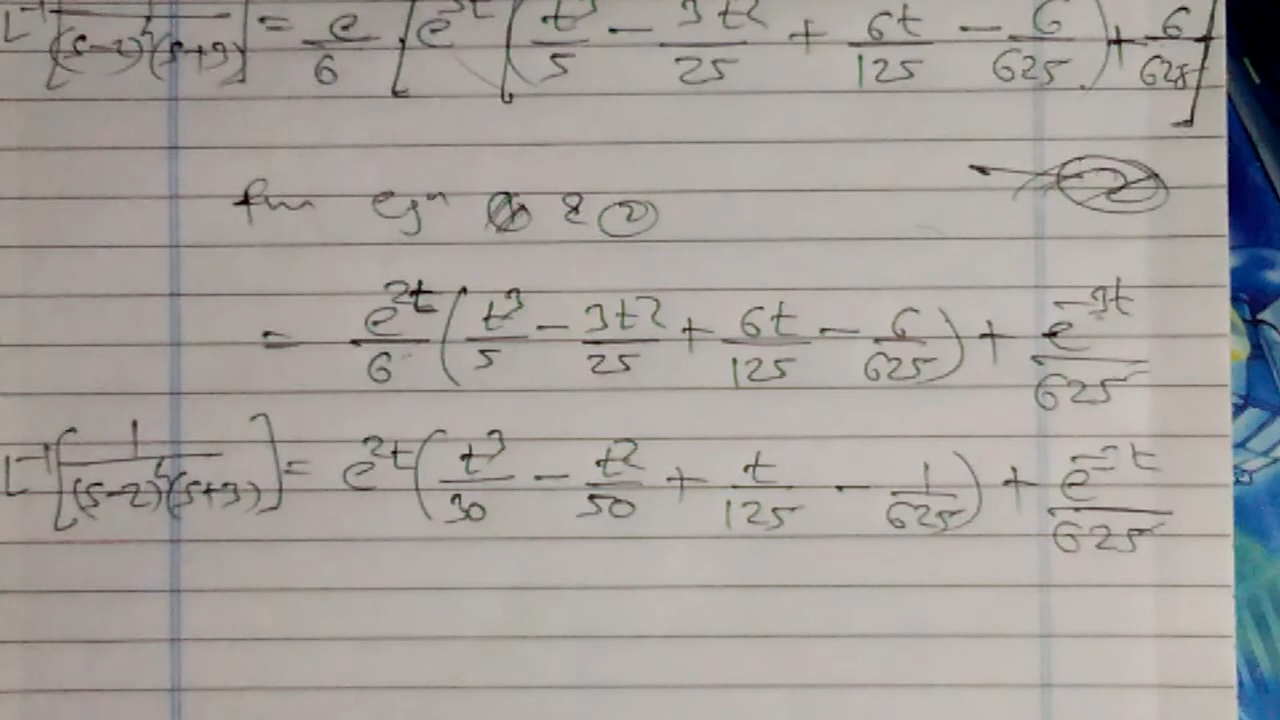 L⁻¹[1/((s-2)⁴(s+3))] = e/6 [e^5t (t³/5 - 3t²/25 + 6t/125 - 6/625) + 6/625]
from eqⁿ & ②
= e^2t/6 (t³/5 - 3t²/25 + 6t/125 - 6/625) + e^-3t/625
L⁻¹[1/((s-2)⁴(s+3))] = e^2t (t³/30 - t²/50 + t/125 - 1/625) + e^-3t/625